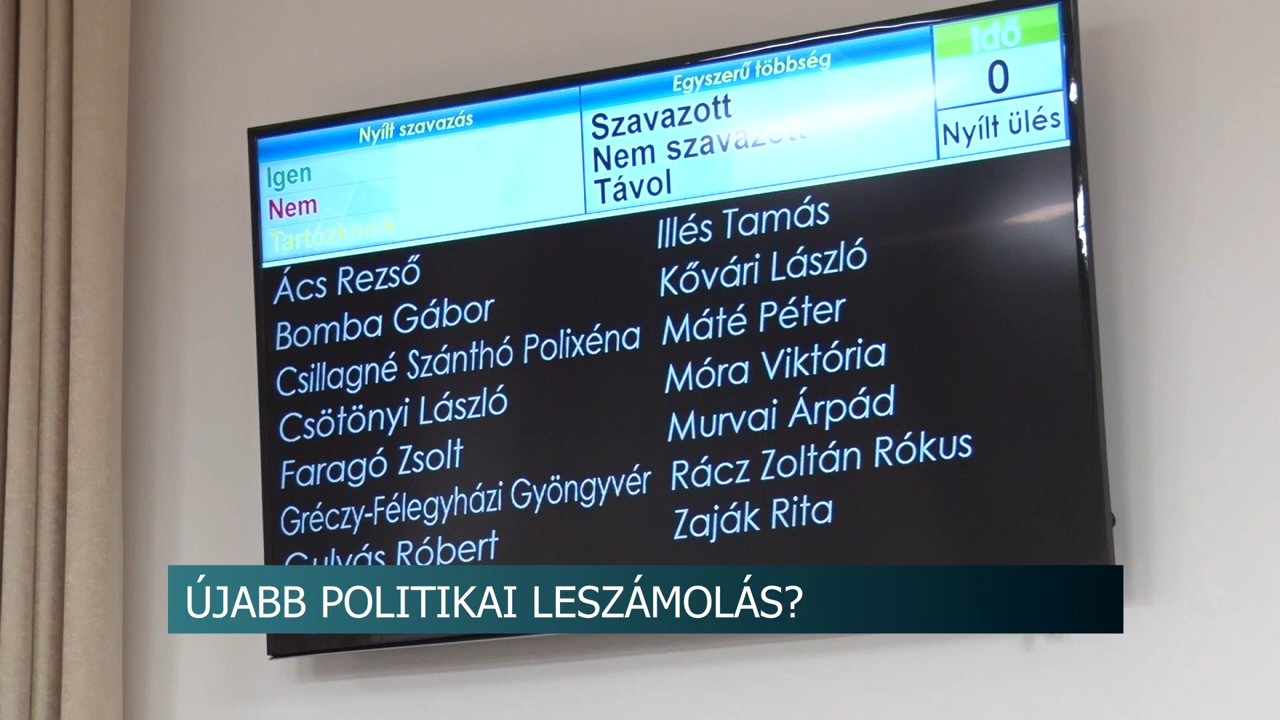 Nyílt szavazás
Igen
Nem
Tartózkodik
Egyszerű többség
Szavazott
Nem szavazott
Távol
Idő
0
Nyílt ülés
Ács Rezső
Bomba Gábor
Csillagné Szánthó Polixéna
Csötönyi László
Faragó Zsolt
Gréczy-Félegyházi Gyöngyvér
Gulyás Róbert
Illés Tamás
Kővári László
Máté Péter
Móra Viktória
Murvai Árpád
Rácz Zoltán Rókus
Zaják Rita
ÚJABB POLITIKAI LESZÁMOLÁS?